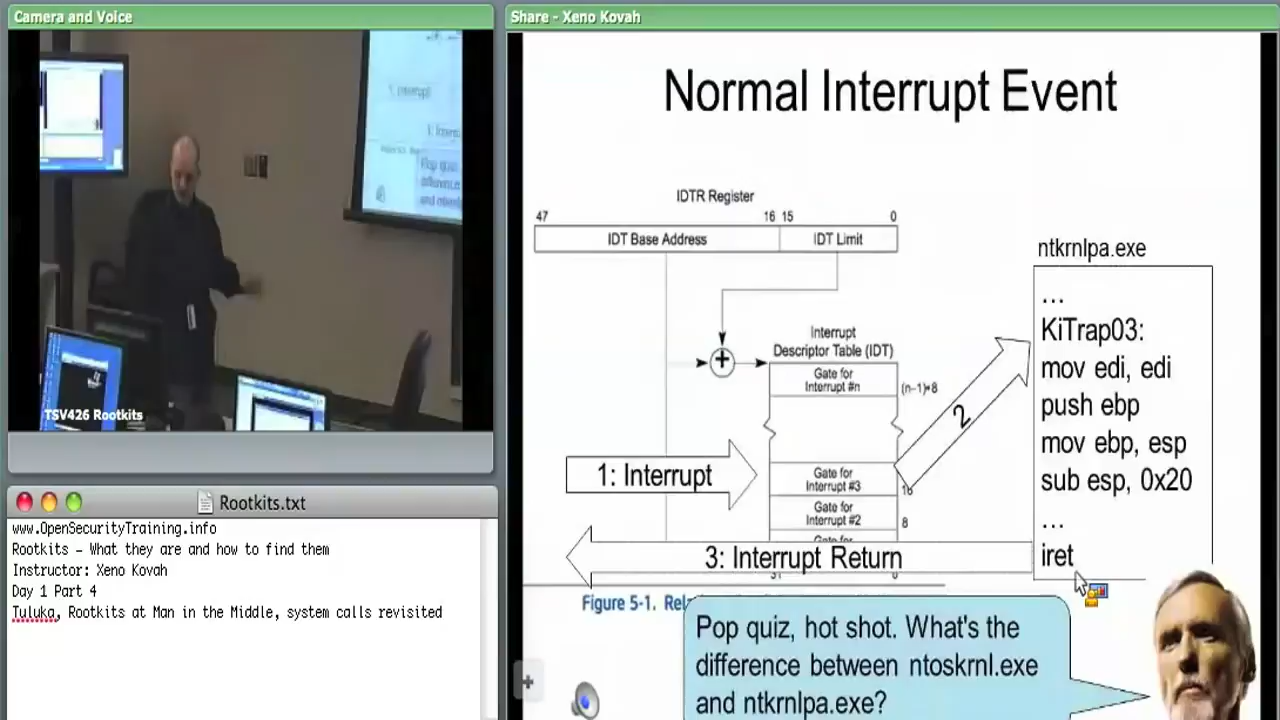 Camera and Voice
TSV426 Rootkits
Rootkits.txt
www.OpenSecurityTraining.info
Rootkits - What they are and how to find them
Instructor: Xeno Kovah
Day 1 Part 4
Tuluka, Rootkits at Man in the Middle, system calls revisited
Share - Xeno Kovah
Normal Interrupt Event
IDTR Register
47 16 15 0
IDT Base Address IDT Limit
+
Interrupt
Descriptor Table (IDT)
Gate for
Interrupt #n
(n-1)*8
1: Interrupt
Gate for
Interrupt #3
16
Gate for
Interrupt #2
8
2
3: Interrupt Return
31 0
ntkrnlpa.exe
...
KiTrap03:
mov edi, edi
push ebp
mov ebp, esp
sub esp, 0x20
...
iret
Figure 5-1.
Pop quiz, hot shot. What's the
difference between ntoskrnl.exe
and ntkrnlpa.exe?